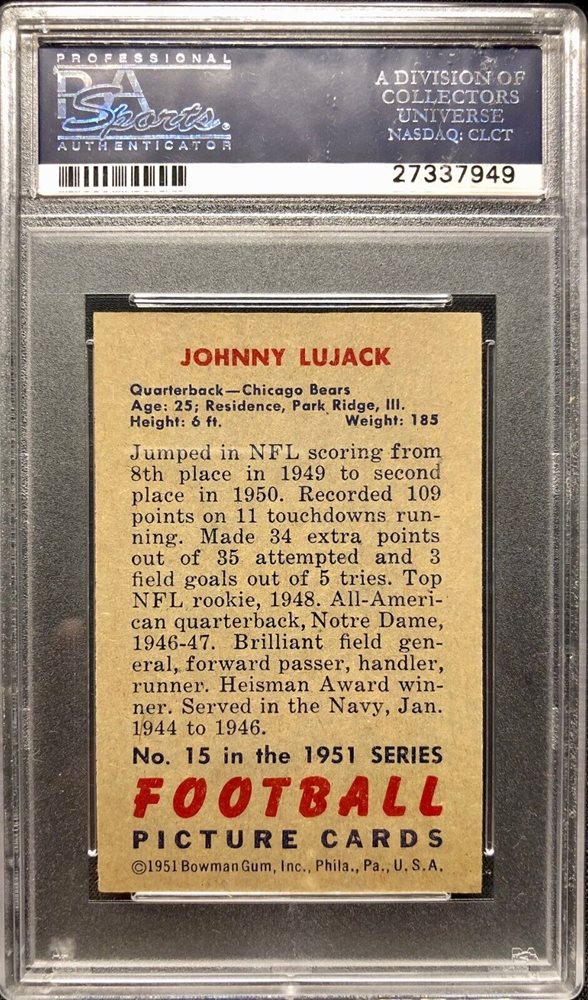 PROFESSIONAL
PSA
Sports®
AUTHENTICATOR
A DIVISION OF
COLLECTORS
UNIVERSE
NASDAQ: CLCT
27337949
JOHNNY LUJACK
Quarterback—Chicago Bears
Age: 25; Residence, Park Ridge, Ill.
Height: 6 ft. Weight: 185
Jumped in NFL scoring from
8th place in 1949 to second
place in 1950. Recorded 109
points on 11 touchdowns run-
ning. Made 34 extra points
out of 35 attempted and 3
field goals out of 5 tries. Top
NFL rookie, 1948. All-Ameri-
can quarterback, Notre Dame,
1946-47. Brilliant field gen-
eral, forward passer, handler,
runner. Heisman Award win-
ner. Served in the Navy, Jan.
1944 to 1946.
No. 15 in the 1951 SERIES
FOOTBALL
PICTURE CARDS
©1951 Bowman Gum, Inc., Phila., Pa., U.S.A.